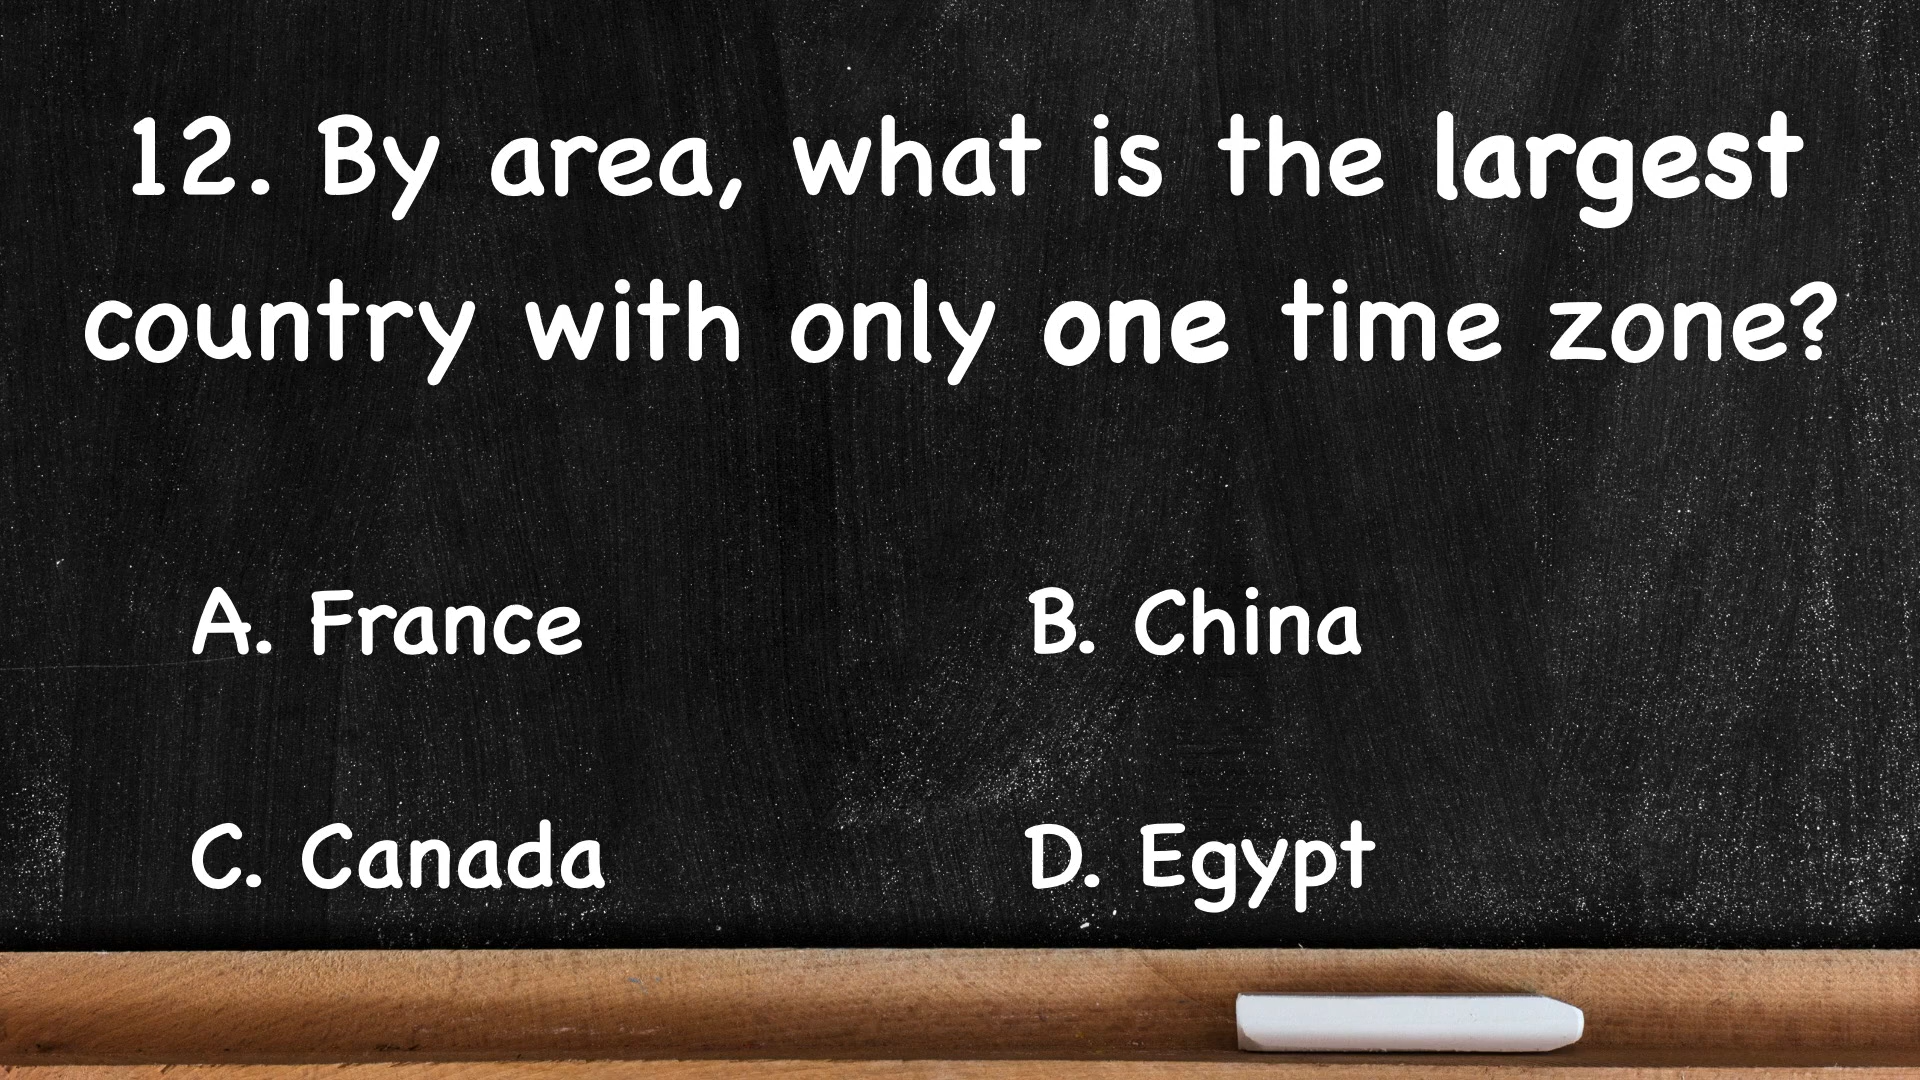 12. By area, what is the largest
country with only one time zone?
A. France
B. China
C. Canada
D. Egypt